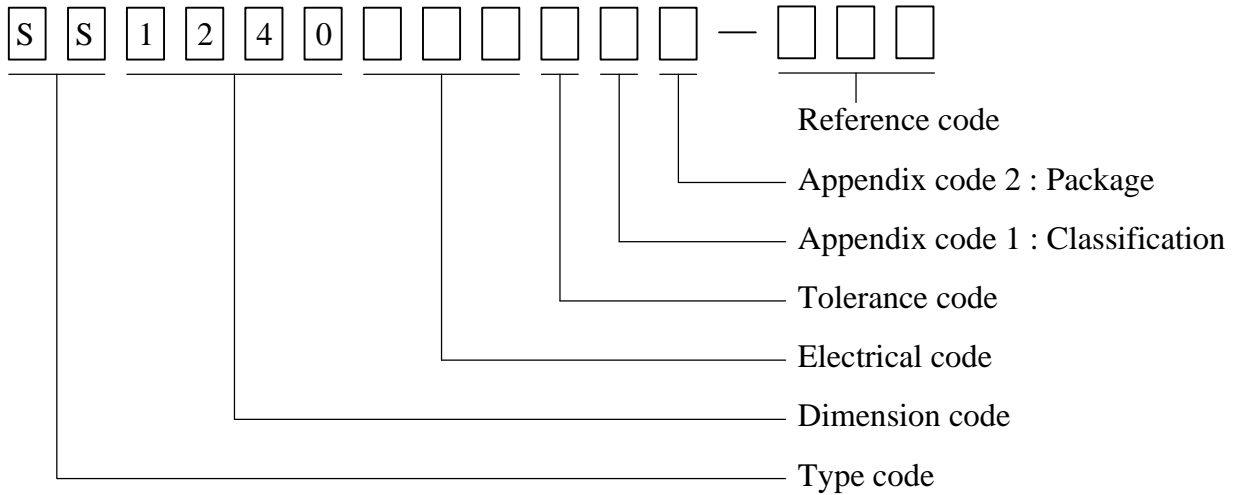 S S 1 2 4 0 —
Reference code
Appendix code 2 : Package
Appendix code 1 : Classification
Tolerance code
Electrical code
Dimension code
Type code